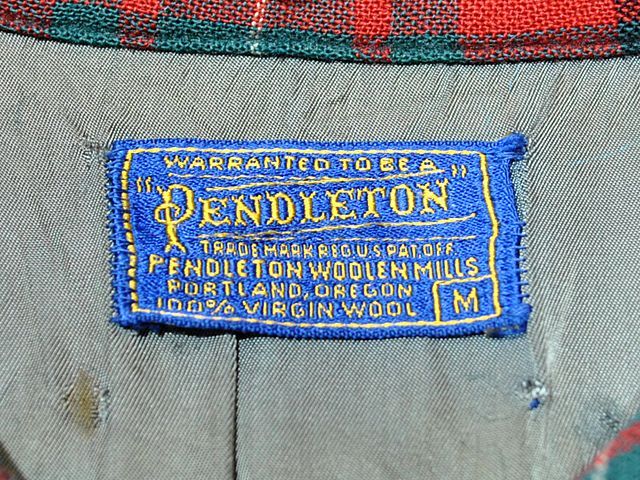 WARRANTED TO BE A
"PENDLETON"
TRADE MARK REG. U.S. PAT. OFF.
PENDLETON WOOLEN MILLS
PORTLAND, OREGON
100% VIRGIN WOOL
M